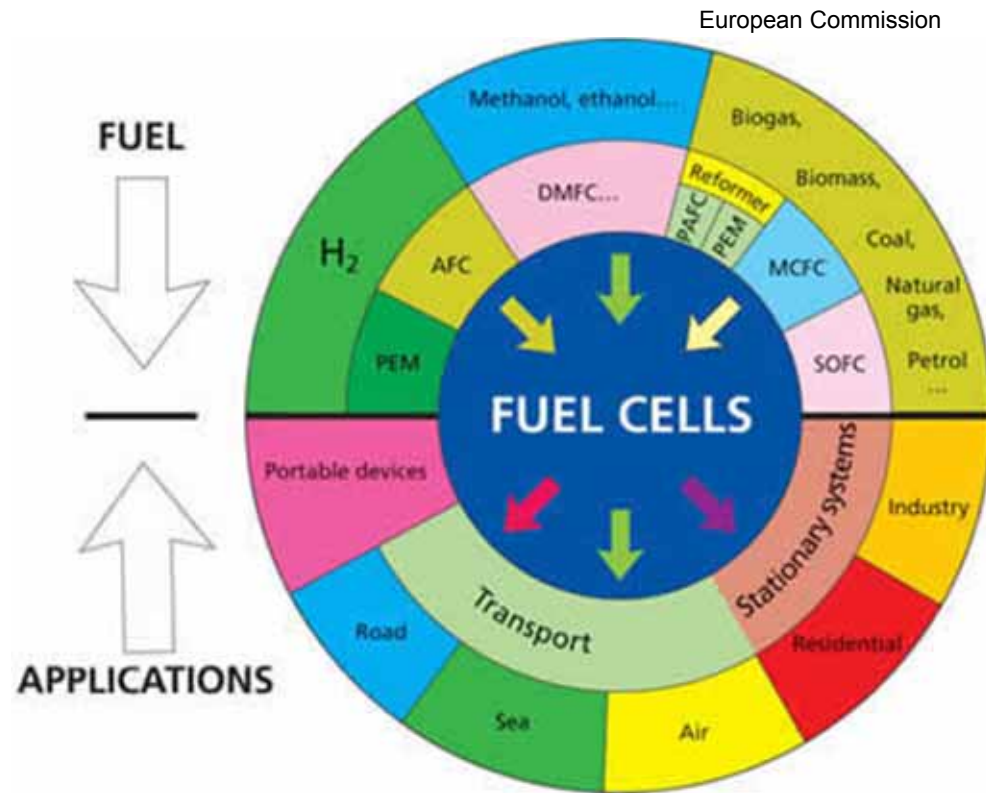 European Commission
FUEL
APPLICATIONS
Methanol, ethanol...
Biogas,
Biomass,
Coal,
Natural
gas,
Petrol
...
H₂
DMFC...
Reformer
PAFC
PEM
AFC
MCFC
PEM
SOFC
FUEL CELLS
Portable devices
Stationary systems
Industry
Transport
Road
Residential
Sea
Air